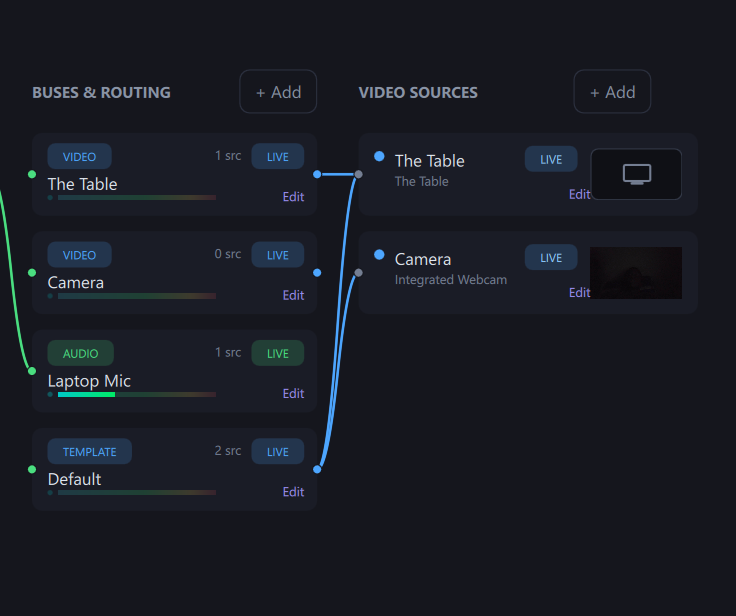 BUSES & ROUTING
+ Add
VIDEO
1 src
LIVE
The Table
Edit
VIDEO
0 src
LIVE
Camera
Edit
AUDIO
1 src
LIVE
Laptop Mic
Edit
TEMPLATE
2 src
LIVE
Default
Edit
VIDEO SOURCES
+ Add
The Table
LIVE
The Table
Edit
Camera
LIVE
Integrated Webcam
Edit